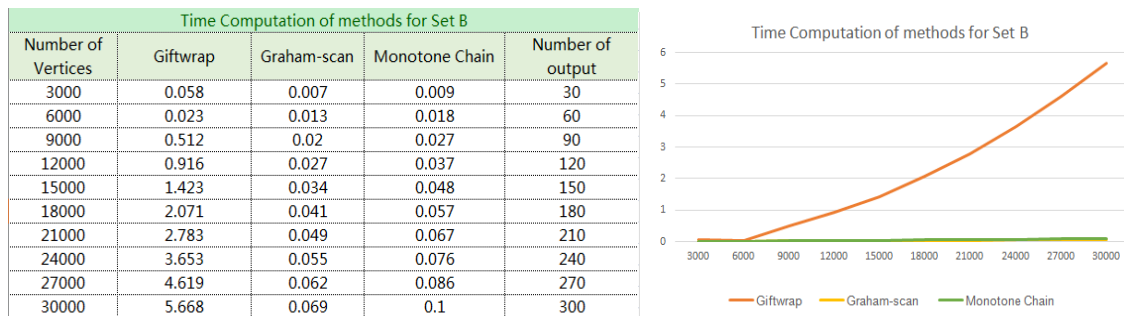 Time Computation of methods for Set B
Number of Vertices Giftwrap Graham-scan Monotone Chain Number of output
3000 0.058 0.007 0.009 30
6000 0.023 0.013 0.018 60
9000 0.512 0.02 0.027 90
12000 0.916 0.027 0.037 120
15000 1.423 0.034 0.048 150
18000 2.071 0.041 0.057 180
21000 2.783 0.049 0.067 210
24000 3.653 0.055 0.076 240
27000 4.619 0.062 0.086 270
30000 5.668 0.069 0.1 300
Time Computation of methods for Set B
6
5
4
3
2
1
0
3000 6000 9000 12000 15000 18000 21000 24000 27000 30000
Giftwrap Graham-scan Monotone Chain